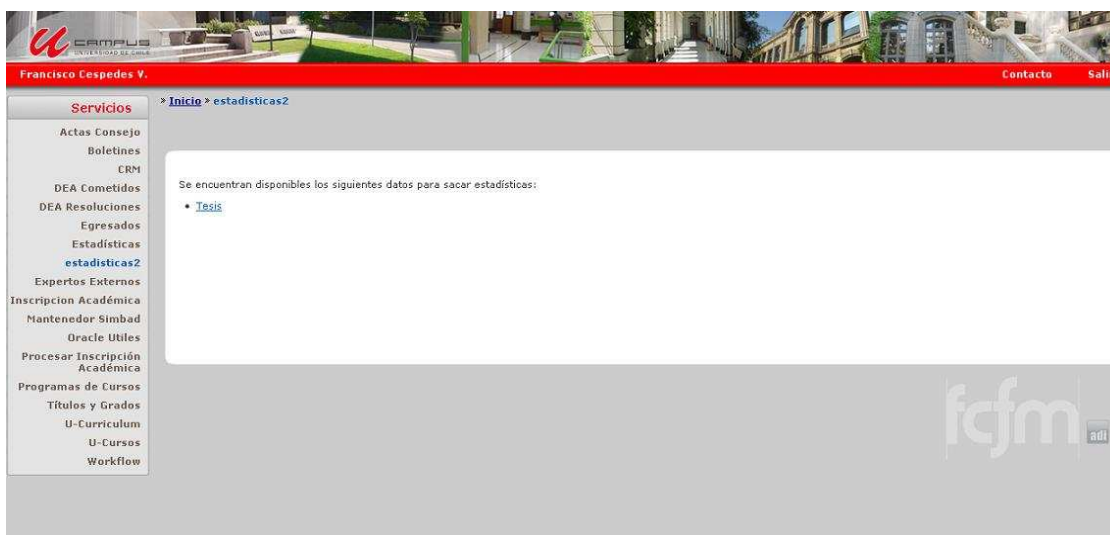 u CAMPUS
UNIVERSIDAD DE CHILE
Francisco Cespedes V.
Contacto
Sali
Servicios
» Inicio » estadisticas2
Actas Consejo
Boletines
CRM
DEA Cometidos
DEA Resoluciones
Egresados
Estadísticas
estadisticas2
Expertos Externos
Inscripcion Académica
Mantenedor Simbad
Oracle Utiles
Procesar Inscripción
Académica
Programas de Cursos
Títulos y Grados
U-Curriculum
U-Cursos
Workflow
Se encuentran disponibles los siguientes datos para sacar estadísticas:
• Tesis
fcfm
adi